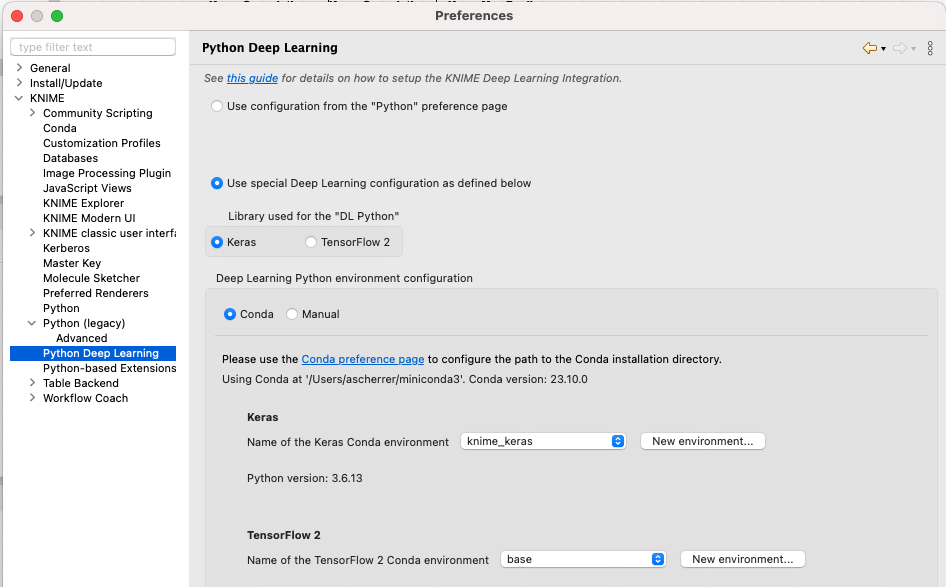 Preferences
type filter text
General
Install/Update
KNIME
Community Scripting
Conda
Customization Profiles
Databases
Image Processing Plugin
JavaScript Views
KNIME Explorer
KNIME Modern UI
KNIME classic user interfa
Kerberos
Master Key
Molecule Sketcher
Preferred Renderers
Python
Python (legacy)
Advanced
Python Deep Learning
Python-based Extensions
Table Backend
Workflow Coach
Python Deep Learning
See this guide for details on how to setup the KNIME Deep Learning Integration.
Use configuration from the "Python" preference page
Use special Deep Learning configuration as defined below
Library used for the "DL Python"
Keras TensorFlow 2
Deep Learning Python environment configuration
Conda Manual
Please use the Conda preference page to configure the path to the Conda installation directory.
Using Conda at '/Users/ascherrer/miniconda3'. Conda version: 23.10.0
Keras
Name of the Keras Conda environment knime_keras New environment...
Python version: 3.6.13
TensorFlow 2
Name of the TensorFlow 2 Conda environment base New environment...